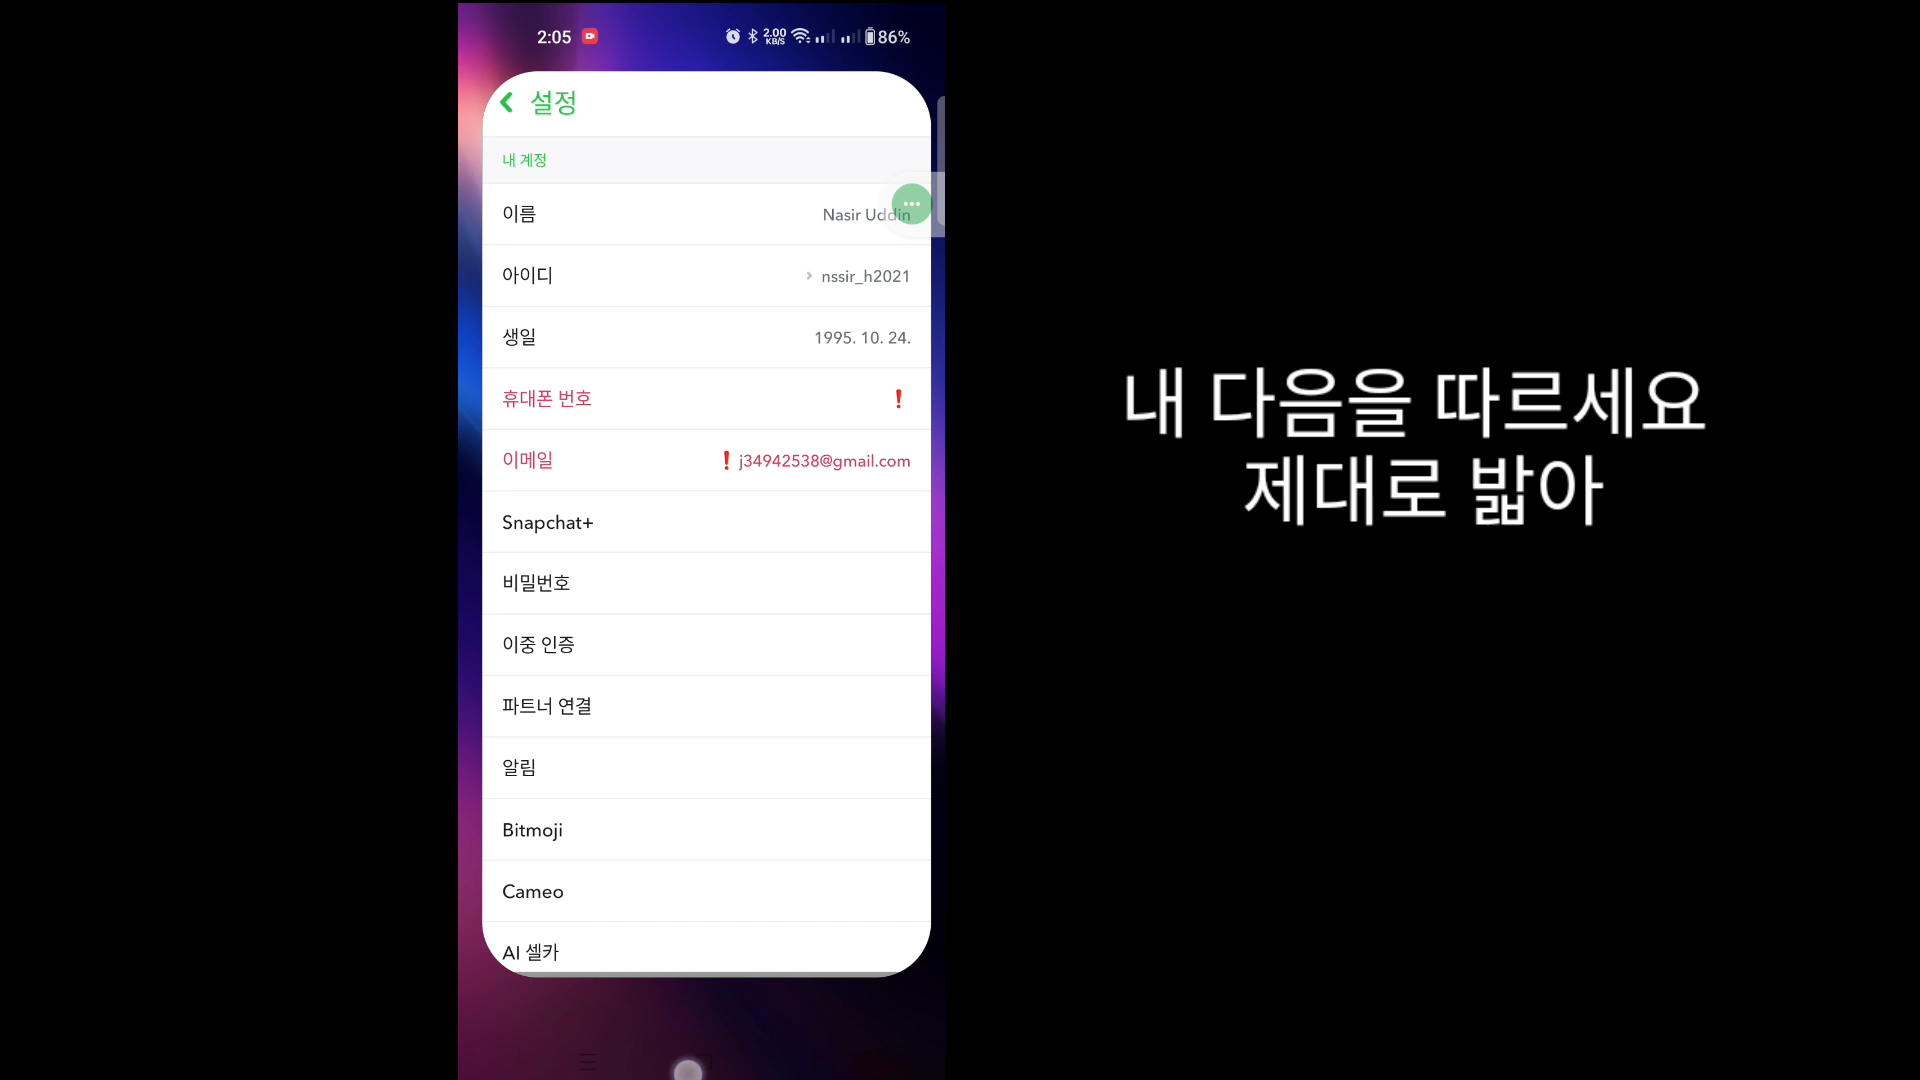 2:05
2.00
KB/S
86%
설정
내 계정
이름 Nasir Uddin
아이디 nssir_h2021
생일 1995. 10. 24.
휴대폰 번호
이메일 j34942538@gmail.com
Snapchat+
비밀번호
이중 인증
파트너 연결
알림
Bitmoji
Cameo
AI 셀카
내 다음을 따르세요
제대로 밟아